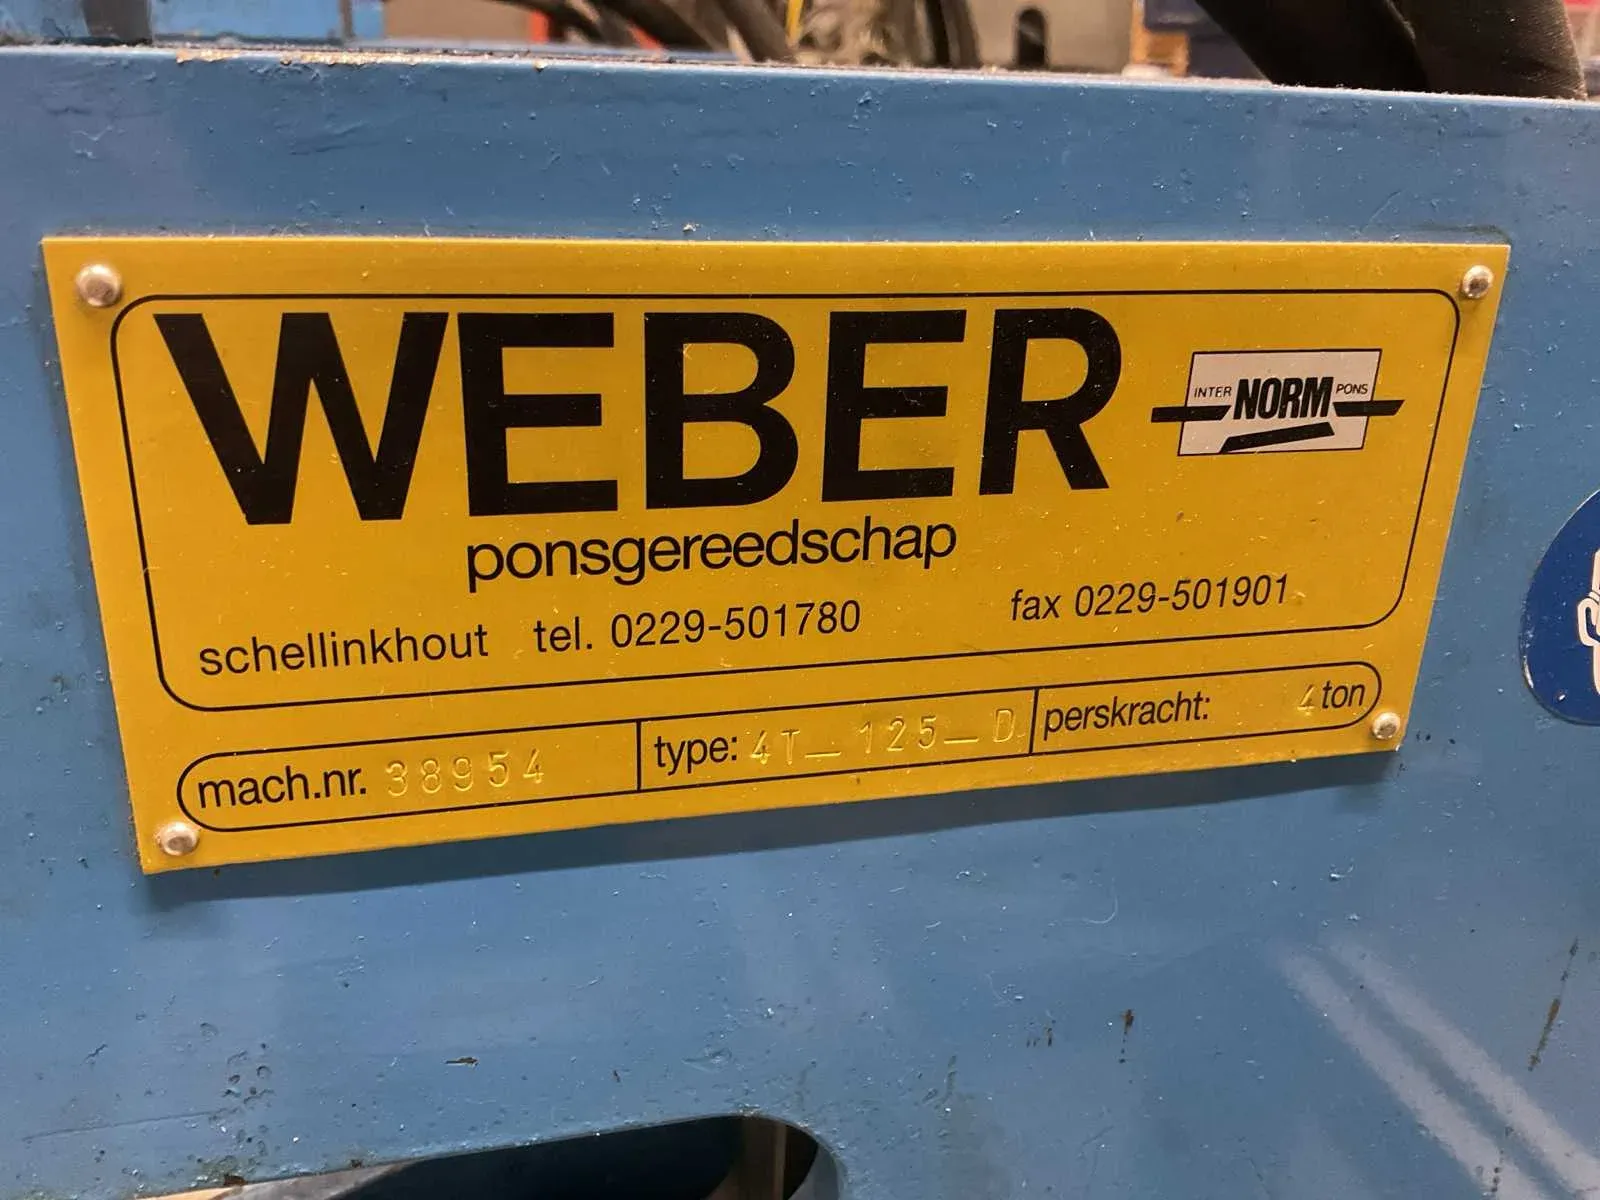 WEBER
INTER NORM PONS
ponsgereedschap
schellinkhout tel. 0229-501780 fax 0229-501901
mach.nr. 38954 type: 4T_125_D perskracht: 4 ton